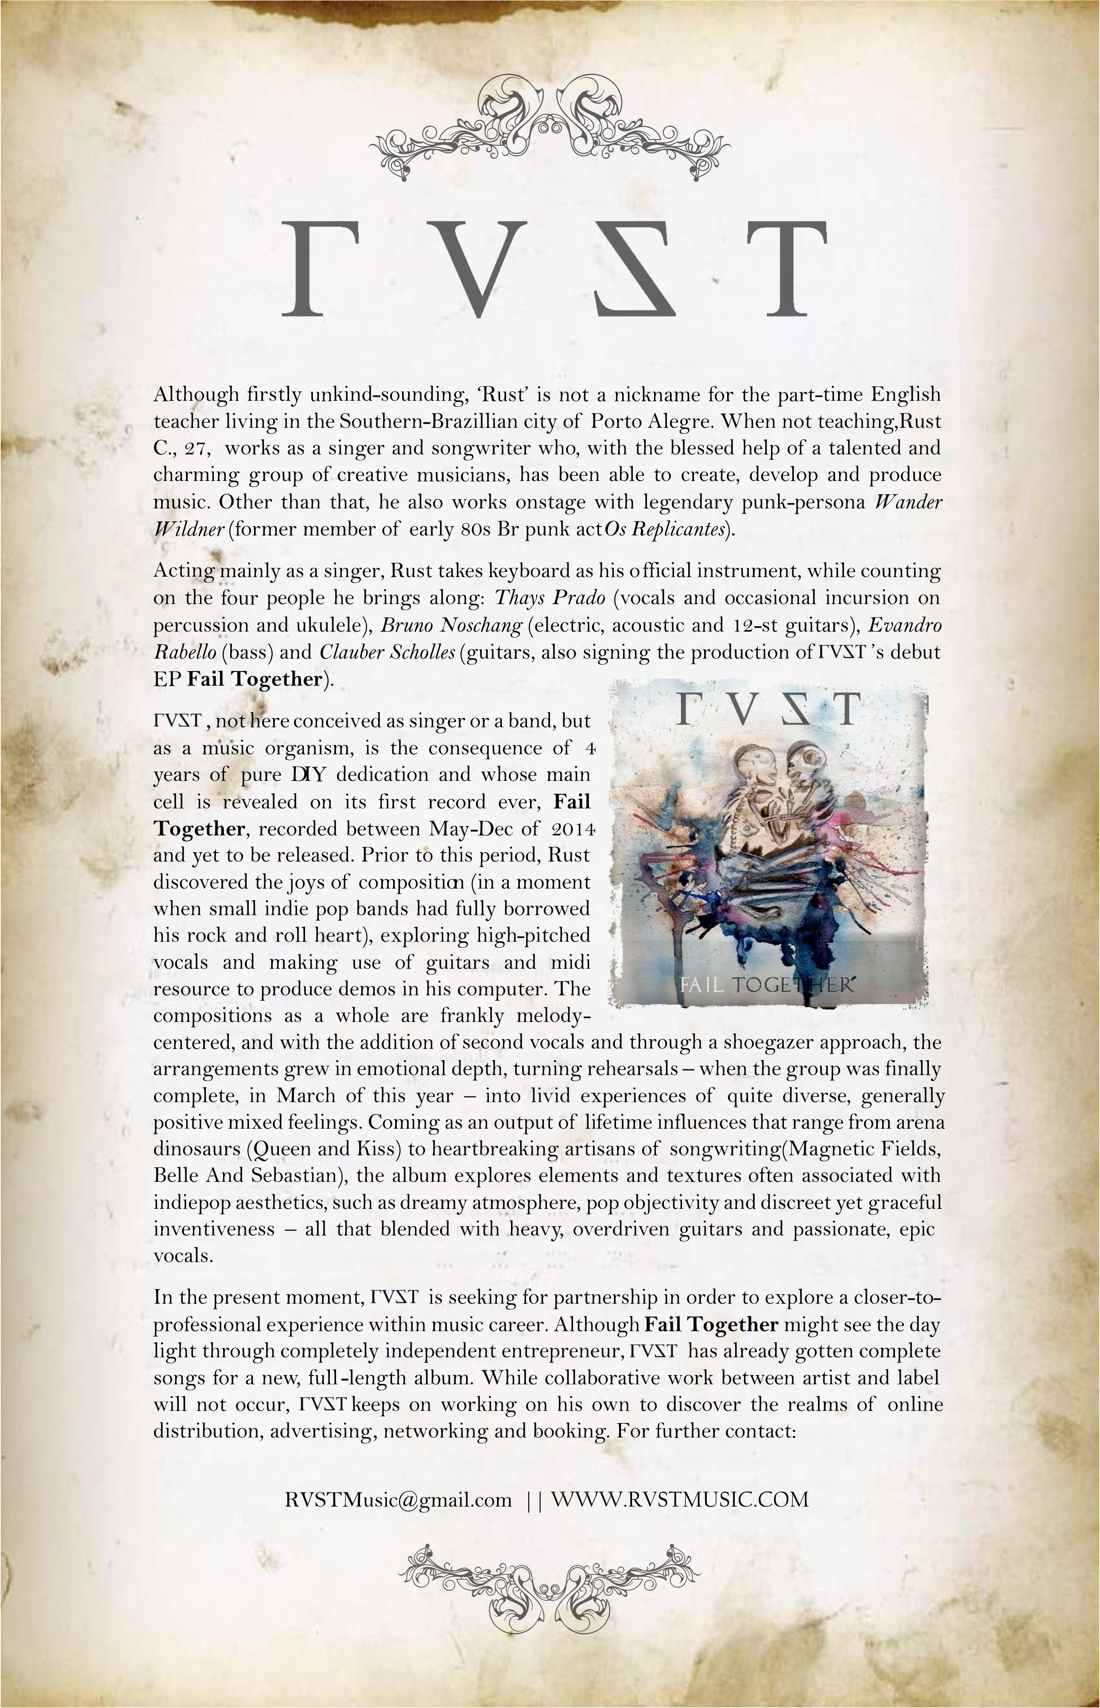 ΓVƧT
Although firstly unkind-sounding, ‘Rust’ is not a nickname for the part-time English
teacher living in the Southern-Brazillian city of Porto Alegre. When not teaching,Rust
C., 27, works as a singer and songwriter who, with the blessed help of a talented and
charming group of creative musicians, has been able to create, develop and produce
music. Other than that, he also works onstage with legendary punk-persona Wander
Wildner (former member of early 80s Br punk act Os Replicantes).
Acting mainly as a singer, Rust takes keyboard as his official instrument, while counting
on the four people he brings along: Thays Prado (vocals and occasional incursion on
percussion and ukulele), Bruno Noschang (electric, acoustic and 12-st guitars), Evandro
Rabello (bass) and Clauber Scholles (guitars, also signing the production of ΓVƧT 's debut
EP Fail Together).
ΓVƧT , not here conceived as singer or a band, but
as a music organism, is the consequence of 4
years of pure DIY dedication and whose main
cell is revealed on its first record ever, Fail
Together, recorded between May-Dec of 2014
and yet to be released. Prior to this period, Rust
discovered the joys of composition (in a moment
when small indie pop bands had fully borrowed
his rock and roll heart), exploring high-pitched
vocals and making use of guitars and midi
resource to produce demos in his computer. The
compositions as a whole are frankly melody-
centered, and with the addition of second vocals and through a shoegazer approach, the
arrangements grew in emotional depth, turning rehearsals – when the group was finally
complete, in March of this year – into livid experiences of quite diverse, generally
positive mixed feelings. Coming as an output of lifetime influences that range from arena
dinosaurs (Queen and Kiss) to heartbreaking artisans of songwriting(Magnetic Fields,
Belle And Sebastian), the album explores elements and textures often associated with
indiepop aesthetics, such as dreamy atmosphere, pop objectivity and discreet yet graceful
inventiveness – all that blended with heavy, overdriven guitars and passionate, epic
vocals.
ΓVƧT
FAIL TOGETHER
In the present moment, ΓVƧT is seeking for partnership in order to explore a closer-to-
professional experience within music career. Although Fail Together might see the day
light through completely independent entrepreneur, ΓVƧT has already gotten complete
songs for a new, full-length album. While collaborative work between artist and label
will not occur, ΓVƧT keeps on working on his own to discover the realms of online
distribution, advertising, networking and booking. For further contact:
RVSTMusic@gmail.com || WWW.RVSTMUSIC.COM